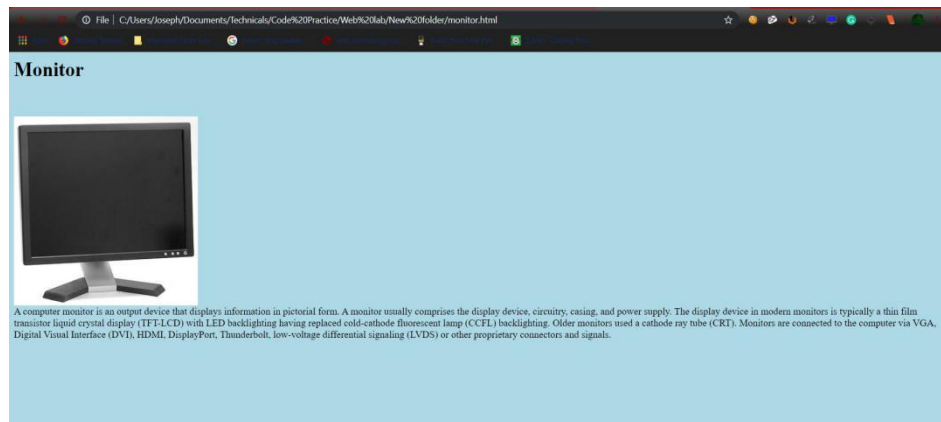 File | C:/Users/Joseph/Documents/Technicals/Code%20Practice/Web%20lab/New%20folder/monitor.html
Monitor
A computer monitor is an output device that displays information in pictorial form. A monitor usually comprises the display device, circuitry, casing, and power supply. The display device in modern monitors is typically a thin film
transistor liquid crystal display (TFT-LCD) with LED backlighting having replaced cold-cathode fluorescent lamp (CCFL) backlighting. Older monitors used a cathode ray tube (CRT). Monitors are connected to the computer via VGA,
Digital Visual Interface (DVI), HDMI, DisplayPort, Thunderbolt, low-voltage differential signaling (LVDS) or other proprietary connectors and signals.